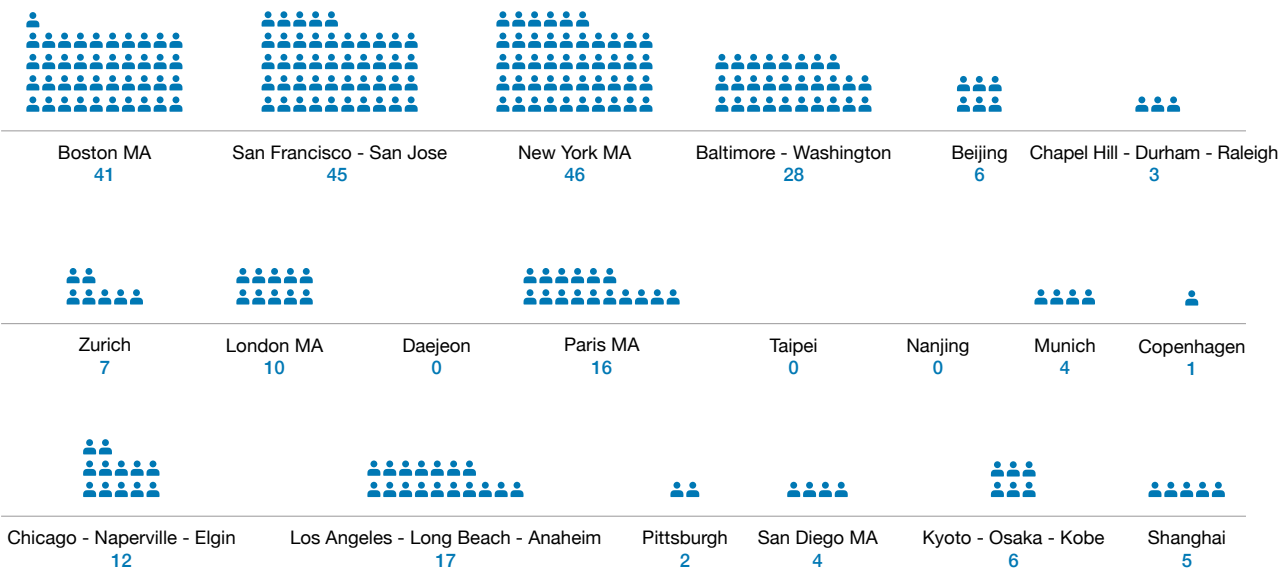 Boston MA
41
San Francisco - San Jose
45
New York MA
46
Baltimore - Washington
28
Beijing
6
Chapel Hill - Durham - Raleigh
3
Zurich
7
London MA
10
Daejeon
0
Paris MA
16
Taipei
0
Nanjing
0
Munich
4
Copenhagen
1
Chicago - Naperville - Elgin
12
Los Angeles - Long Beach - Anaheim
17
Pittsburgh
2
San Diego MA
4
Kyoto - Osaka - Kobe
6
Shanghai
5